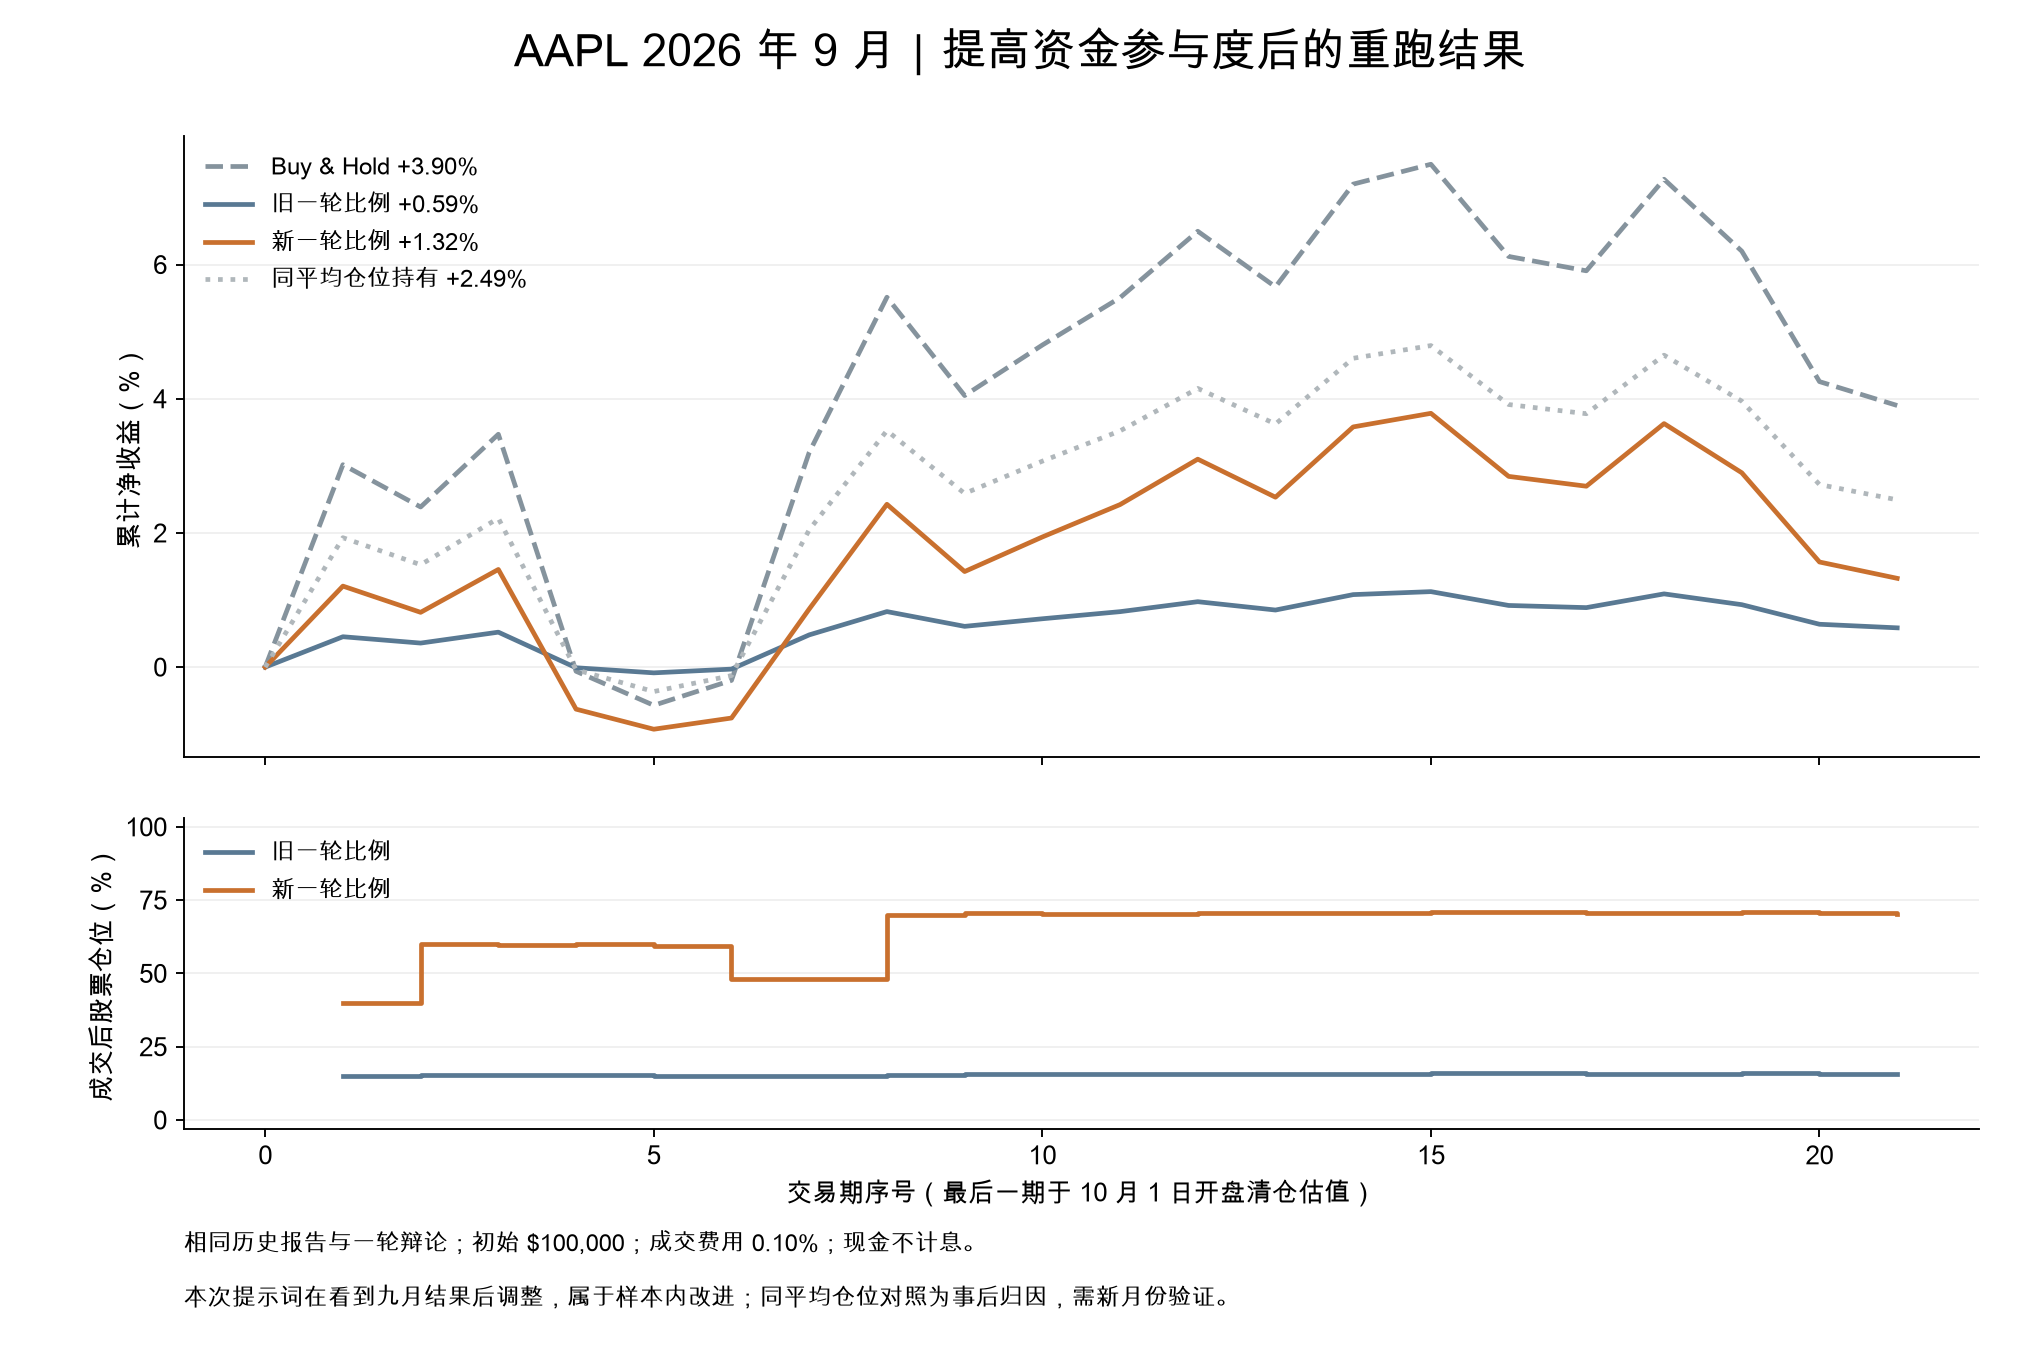 AAPL 2026 年 9 月 | 提高资金参与度后的重跑结果
Buy & Hold +3.90%
旧一轮比例 +0.59%
新一轮比例 +1.32%
同平均仓位持有 +2.49%
累计净收益 (%)
6
4
2
0
旧一轮比例
新一轮比例
成交后股票仓位 (%)
100
75
50
25
0
0 5 10 15 20
交易期序号 (最后一期于 10 月 1 日开盘清仓估值)
相同历史报告与一轮辩论；初始 $100,000；成交费用 0.10%；现金不计息。
本次提示词在看到九月结果后调整，属于样本内改进；同平均仓位对照为事后归因，需新月份验证。